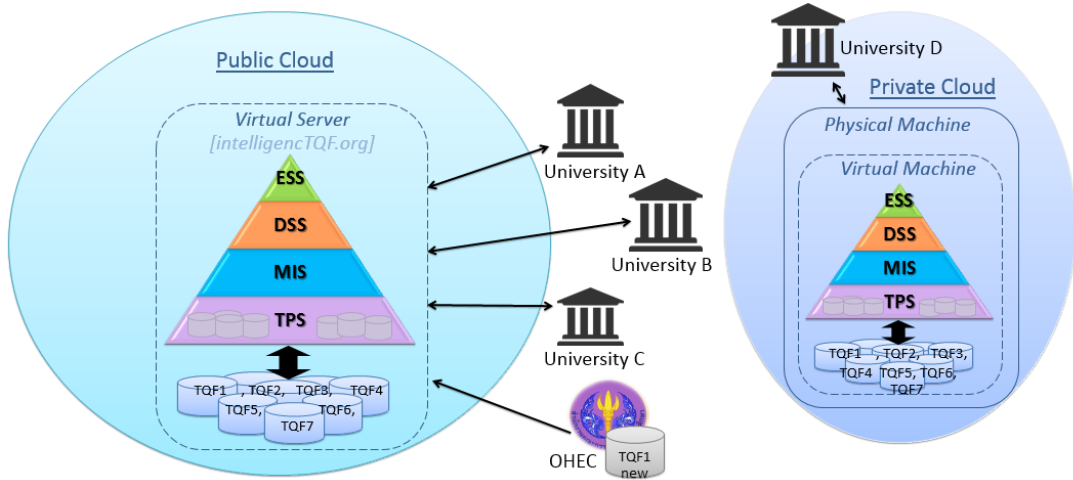 Public Cloud
Virtual Server
[intelligencTQF.org]
ESS
DSS
MIS
TPS
TQF1 , TQF2, TQF3, TQF4
TQF5, TQF6,
TQF7
University A
University B
University C
OHEC
TQF1
new
University D
Private Cloud
Physical Machine
Virtual Machine
ESS
DSS
MIS
TPS
TQF1 , TQF2, TQF3,
TQF4 TQF5, TQF6,
TQF7